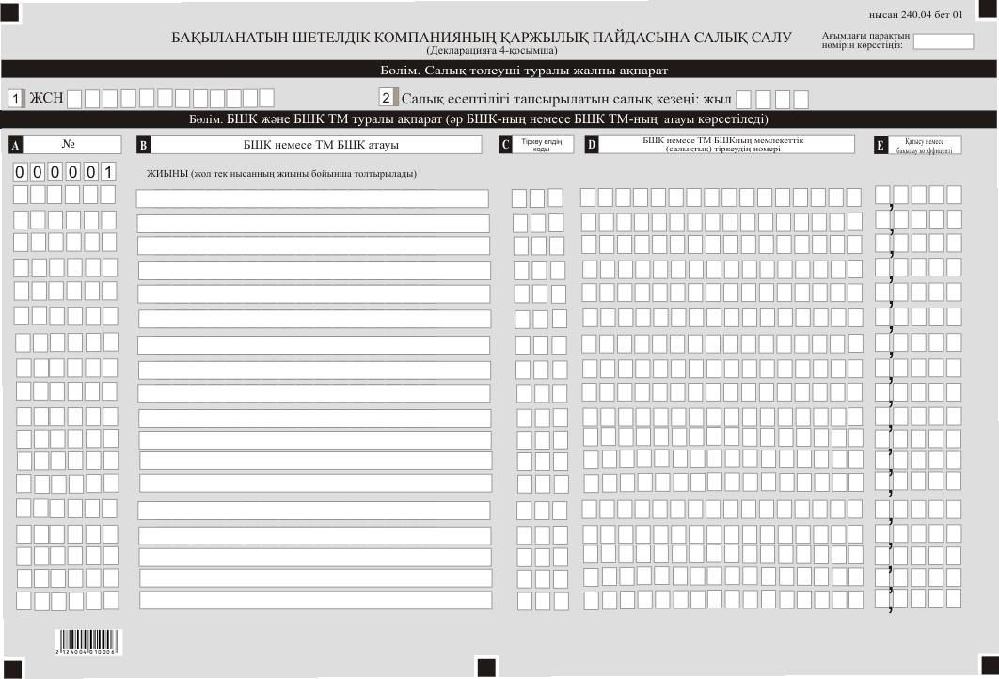 нысан 240.04 бет 01
БАҚЫЛАНАТЫН ШЕТЕЛДІК КОМПАНИЯНЫҢ ҚАРЖЫЛЫҚ ПАЙДАСЫНА САЛЫҚ САЛУ
(Декларацияға 4-қосымша)
Ағымдағы парақтың
нөмірін көрсетіңіз:
Бөлім. Салық төлеуші туралы жалпы ақпарат
1 ЖСН
2 Салық есептілігі тапсырылатын салық кезеңі: жыл
Бөлім. БШК және БШК ТМ туралы ақпарат (әр БШК-ның немесе БШК ТМ-ның атауы көрсетіледі)
A №
B БШК немесе ТМ БШК атауы
C Тіркеу елдің
коды
D БШК немесе ТМ БШКның мемлекеттік
(салықтық) тіркеудің номері
E Қатысу немесе
бақылау коэффиценті
000001
ЖИЫНЫ (жол тек нысанның жиыны бойынша толтырылады)
, , , , , , , , , , , , , , , , , ,
2124004010006